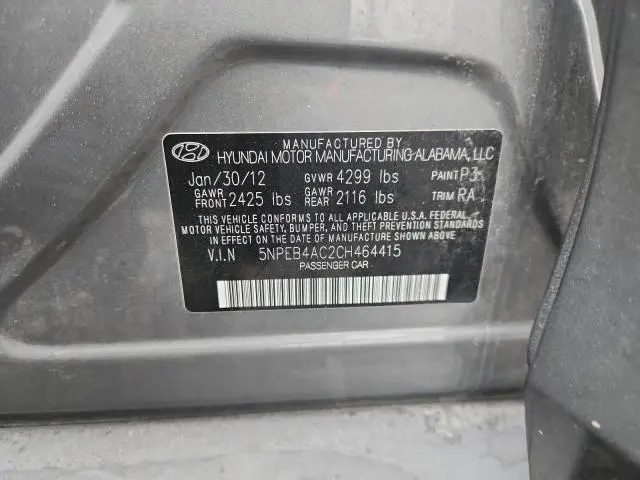 MANUFACTURED BY
HYUNDAI MOTOR MANUFACTURING ALABAMA, LLC
Jan/30/12 GVWR 4299 lbs PAINT P3
GAWR FRONT 2425 lbs GAWR REAR 2116 lbs TRIM RA
THIS VEHICLE CONFORMS TO ALL APPLICABLE U.S.A. FEDERAL
MOTOR VEHICLE SAFETY, BUMPER, AND THEFT PREVENTION STANDARDS
IN EFFECT ON THE DATE OF MANUFACTURE SHOWN ABOVE.
V.I.N 5NPEB4AC2CH464415
PASSENGER CAR